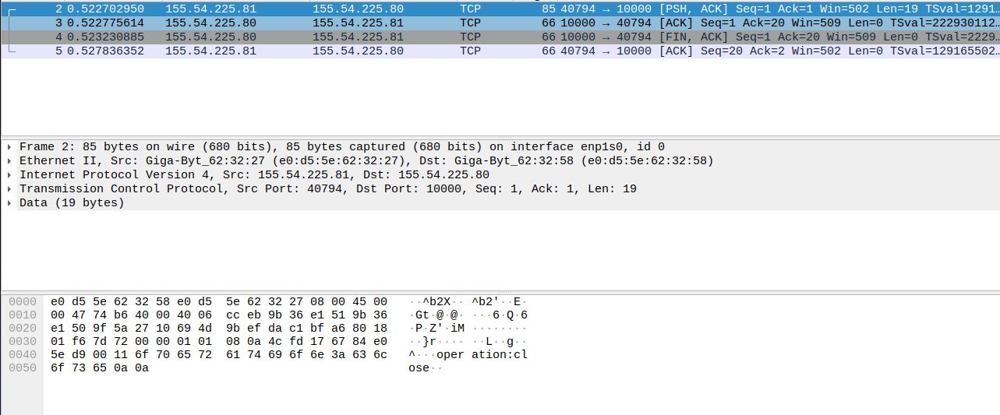 2 0.522702950 155.54.225.81 155.54.225.80 TCP 85 40794 → 10000 [PSH, ACK] Seq=1 Ack=1 Win=502 Len=19 TSval=1291…
3 0.522775614 155.54.225.80 155.54.225.81 TCP 66 10000 → 40794 [ACK] Seq=1 Ack=20 Win=509 Len=0 TSval=222930112…
4 0.523230885 155.54.225.80 155.54.225.81 TCP 66 10000 → 40794 [FIN, ACK] Seq=1 Ack=20 Win=509 Len=0 TSval=2229…
5 0.527836352 155.54.225.81 155.54.225.80 TCP 66 40794 → 10000 [ACK] Seq=20 Ack=2 Win=502 Len=0 TSval=129165502…
Frame 2: 85 bytes on wire (680 bits), 85 bytes captured (680 bits) on interface enp1s0, id 0
Ethernet II, Src: Giga-Byt_62:32:27 (e0:d5:5e:62:32:27), Dst: Giga-Byt_62:32:58 (e0:d5:5e:62:32:58)
Internet Protocol Version 4, Src: 155.54.225.81, Dst: 155.54.225.80
Transmission Control Protocol, Src Port: 40794, Dst Port: 10000, Seq: 1, Ack: 1, Len: 19
Data (19 bytes)
0000 e0 d5 5e 62 32 58 e0 d5 5e 62 32 27 08 00 45 00 ··^b2X·· ^b2'··E·
0010 00 47 74 b6 40 00 40 06 cc eb 9b 36 e1 51 9b 36 ·Gt·@·@· ···6·Q·6
0020 e1 50 9f 5a 27 10 69 4d 9b ef da c1 bf a6 80 18 ·P·Z'·iM ········
0030 01 f6 7d 72 00 00 01 01 08 0a 4c fd 17 67 84 e0 ··}r···· ··L··g··
0040 5e d9 00 11 6f 70 65 72 61 74 69 6f 6e 3a 63 6c ^···oper ation:cl
0050 6f 73 65 0a 0a ose··